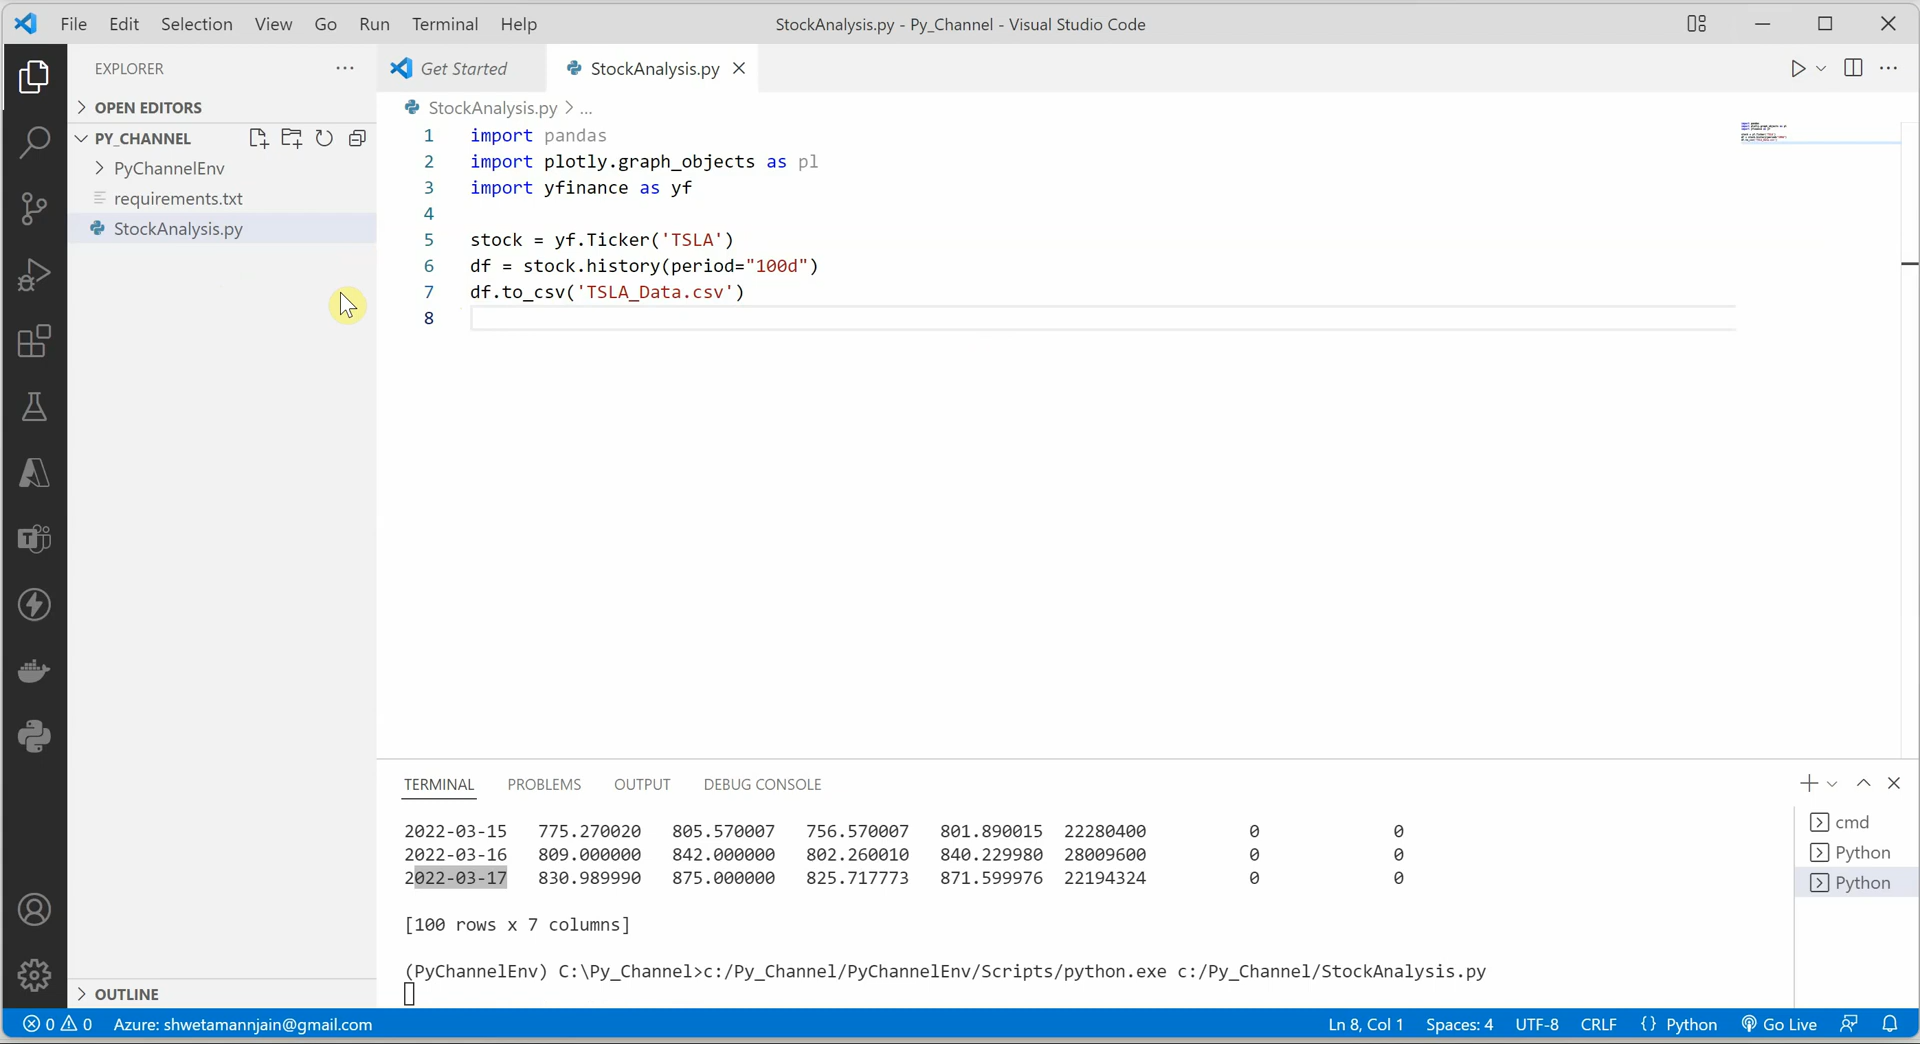 File Edit Selection View Go Run Terminal Help StockAnalysis.py - Py_Channel - Visual Studio Code
EXPLORER
Get Started
StockAnalysis.py
OPEN EDITORS
PY_CHANNEL
PyChannelEnv
requirements.txt
StockAnalysis.py
StockAnalysis.py > ...
1 import pandas
2 import plotly.graph_objects as pl
3 import yfinance as yf
4
5 stock = yf.Ticker('TSLA')
6 df = stock.history(period="100d")
7 df.to_csv('TSLA_Data.csv')
8
TERMINAL PROBLEMS OUTPUT DEBUG CONSOLE
2022-03-15 775.270020 805.570007 756.570007 801.890015 22280400 0 0
2022-03-16 809.000000 842.000000 802.260010 840.229980 28009600 0 0
2022-03-17 830.989990 875.000000 825.717773 871.599976 22194324 0 0
[100 rows x 7 columns]
(PyChannelEnv) C:\Py_Channel>c:/Py_Channel/PyChannelEnv/Scripts/python.exe c:/Py_Channel/StockAnalysis.py
cmd
Python
Python
OUTLINE
0 0 Azure: shwetamannjain@gmail.com Ln 8, Col 1 Spaces: 4 UTF-8 CRLF {} Python Go Live